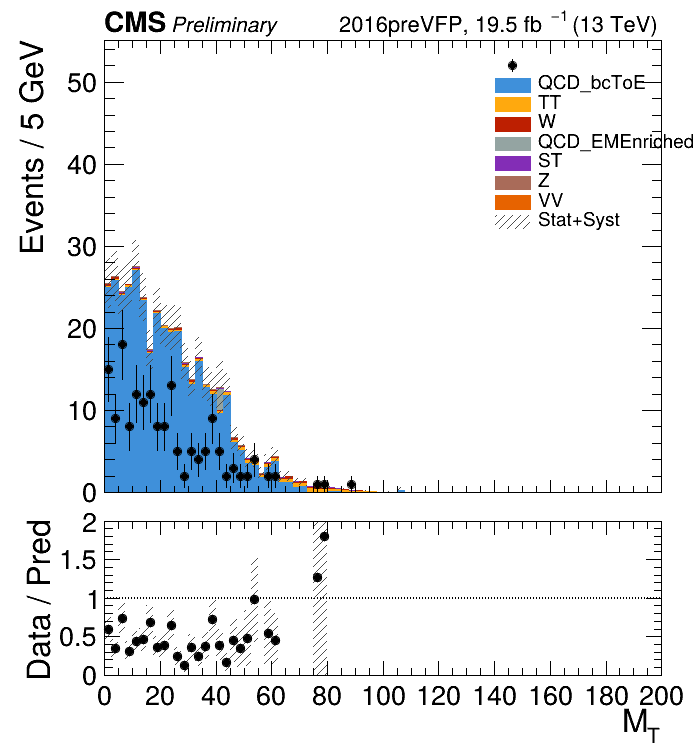 CMS Preliminary 2016preVFP, 19.5 fb ⁻¹ (13 TeV)
Events / 5 GeV
50
40
30
20
10
0
QCD_bcToE
TT
W
QCD_EMEnriched
ST
Z
VV
Stat+Syst
Data / Pred
2
1.5
1
0.5
0
0 20 40 60 80 100 120 140 160 180 200
M_T